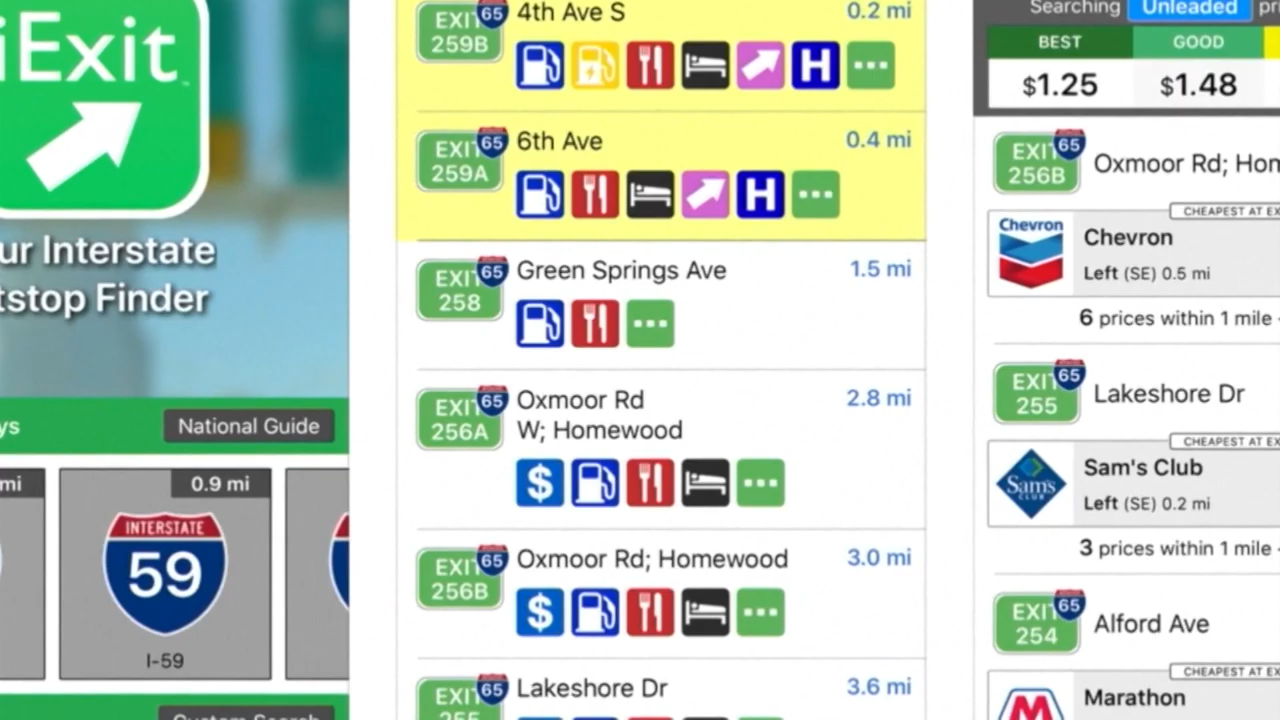 iExit
ur Interstate
tstop Finder
ys
National Guide
mi
0.9 mi
INTERSTATE
59
I-59
EXIT
259B
65
4th Ave S
0.2 mi
H
EXIT
259A
65
6th Ave
0.4 mi
H
EXIT
258
65
Green Springs Ave
1.5 mi
EXIT
256A
65
Oxmoor Rd
W; Homewood
2.8 mi
$
EXIT
256B
65
Oxmoor Rd; Homewood
3.0 mi
$
EXIT
255
65
Lakeshore Dr
3.6 mi
Searching Unleaded pri
BEST
GOOD
$1.25
$1.48
EXIT
256B
65
Oxmoor Rd; Hom
CHEAPEST AT EX
Chevron
Chevron
Left (SE) 0.5 mi
6 prices within 1 mile
EXIT
255
65
Lakeshore Dr
CHEAPEST AT EX
Sam's
CLUB
Sam's Club
Left (SE) 0.2 mi
3 prices within 1 mile
EXIT
254
65
Alford Ave
CHEAPEST AT EX
Marathon